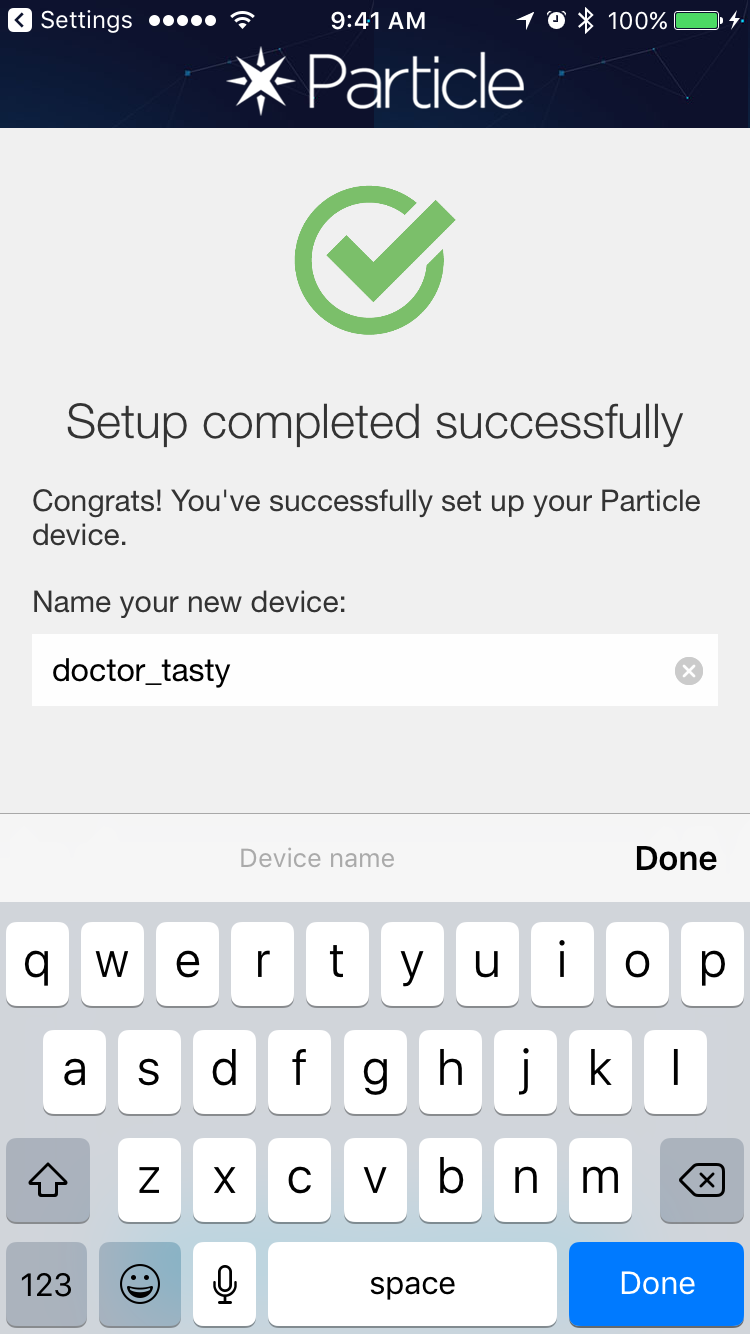 Settings 9:41 AM 100%
Particle
Setup completed successfully
Congrats! You've successfully set up your Particle
device.
Name your new device:
doctor_tasty
Device name Done
q w e r t y u i o p
a s d f g h j k l
z x c v b n m
123 space Done